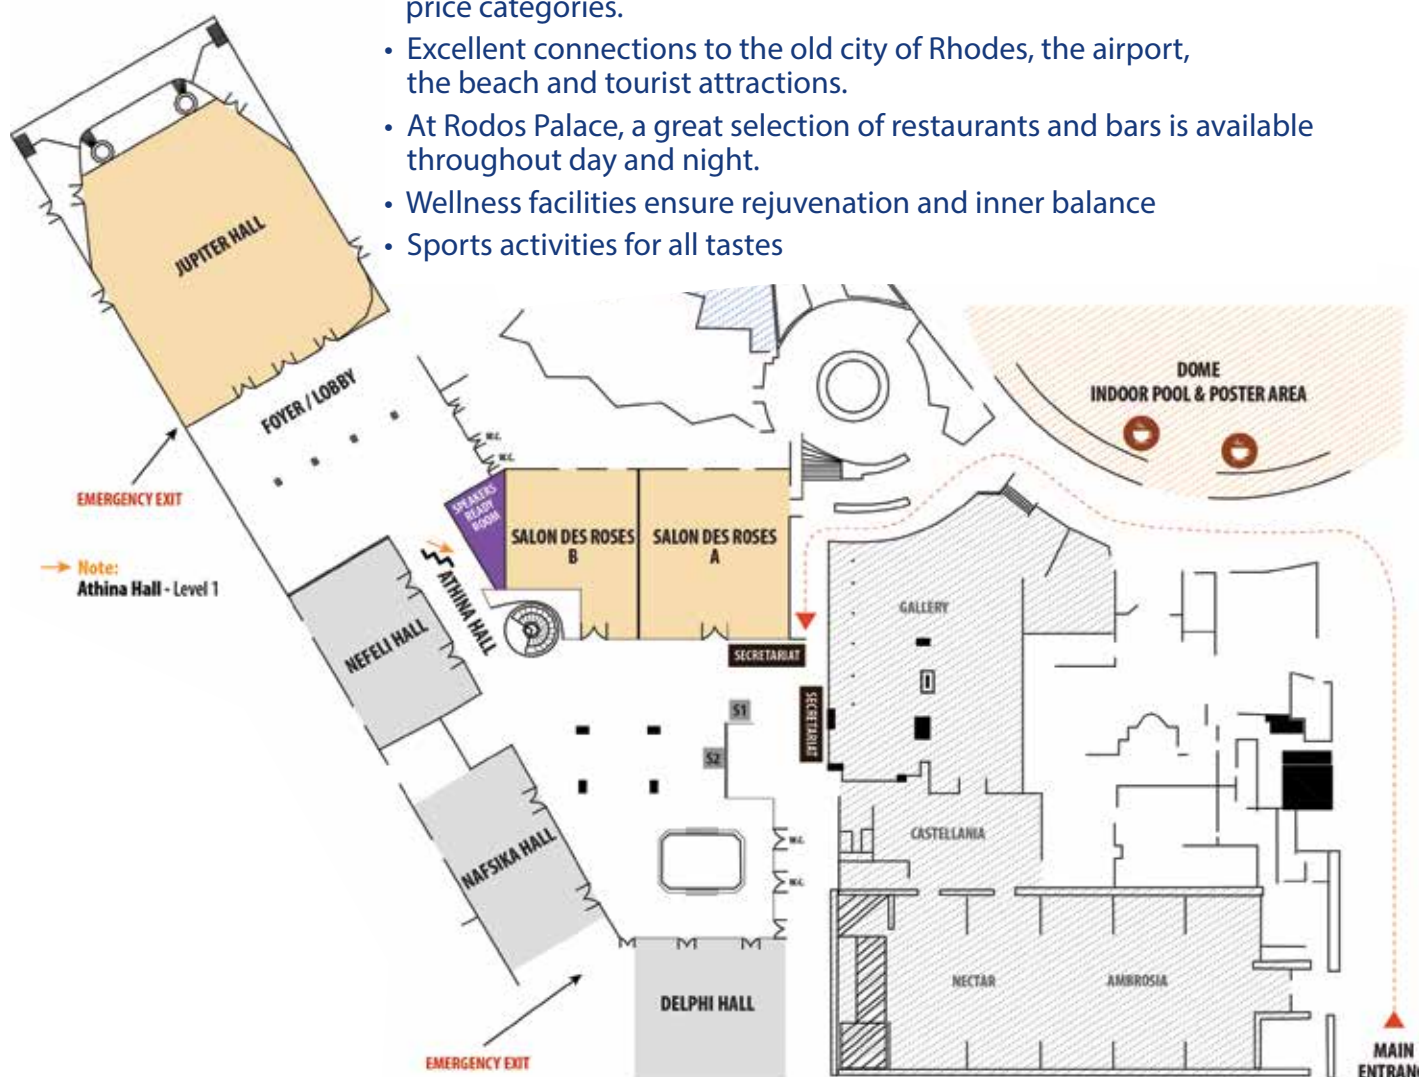 price categories.
• Excellent connections to the old city of Rhodes, the airport,
the beach and tourist attractions.
• At Rodos Palace, a great selection of restaurants and bars is available
throughout day and night.
• Wellness facilities ensure rejuvenation and inner balance
• Sports activities for all tastes
JUPITER HALL
FOYER / LOBBY
DOME
INDOOR POOL & POSTER AREA
W.C.
W.C.
EMERGENCY EXIT
SPEAKERS
READY
ROOM
SALON DES ROSES
B
SALON DES ROSES
A
Note:
Athina Hall - Level 1
ATHINA HALL
GALLERY
NEFELI HALL
SECRETARIAT
SECRETARIAT
S1
S2
CASTELLANIA
W.C.
W.C.
NAFSIKA HALL
NECTAR
AMBROSIA
DELPHI HALL
EMERGENCY EXIT
MAIN
ENTRANC